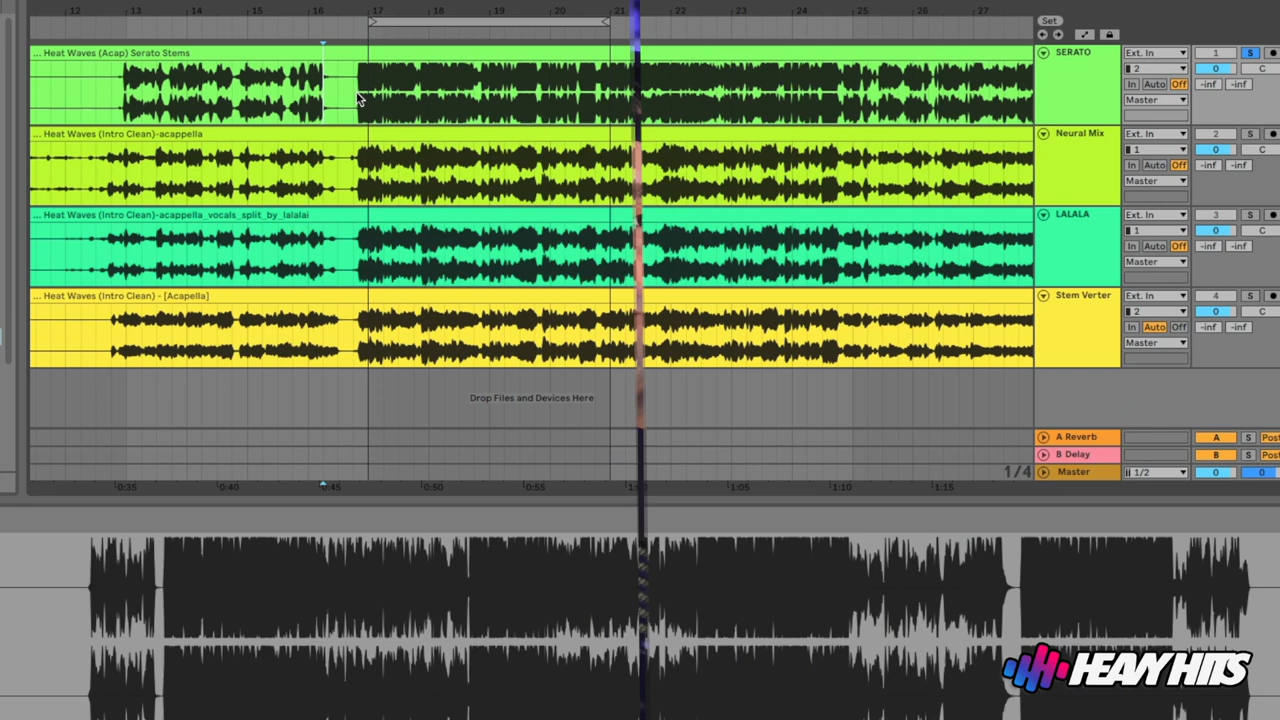 12 13 14 15 16 17 18 19 20 21 22 23 24 25 26 27
Set
... Heat Waves (Acap) Serato Stems
SERATO
Ext. In
1
S
2
0
C
In Auto Off
-inf -inf
Master
... Heat Waves (Intro Clean)-acappella
Neural Mix
Ext. In
2
S
1
0
C
In Auto Off
-inf -inf
Master
... Heat Waves (Intro Clean)-acappella_vocals_split_by_lalalai
LALALA
Ext. In
3
S
1
0
C
In Auto Off
-inf -inf
Master
... Heat Waves (Intro Clean) - [Acapella]
Stem Verter
Ext. In
4
S
2
0
C
In Auto Off
-inf -inf
Master
Drop Files and Devices Here
A Reverb
A
S
Post
B Delay
B
S
Post
1/4
Master
1/2
0
0
0:35 0:40 0:45 0:50 0:55 1:05 1:10 1:15
HEAVY HITS